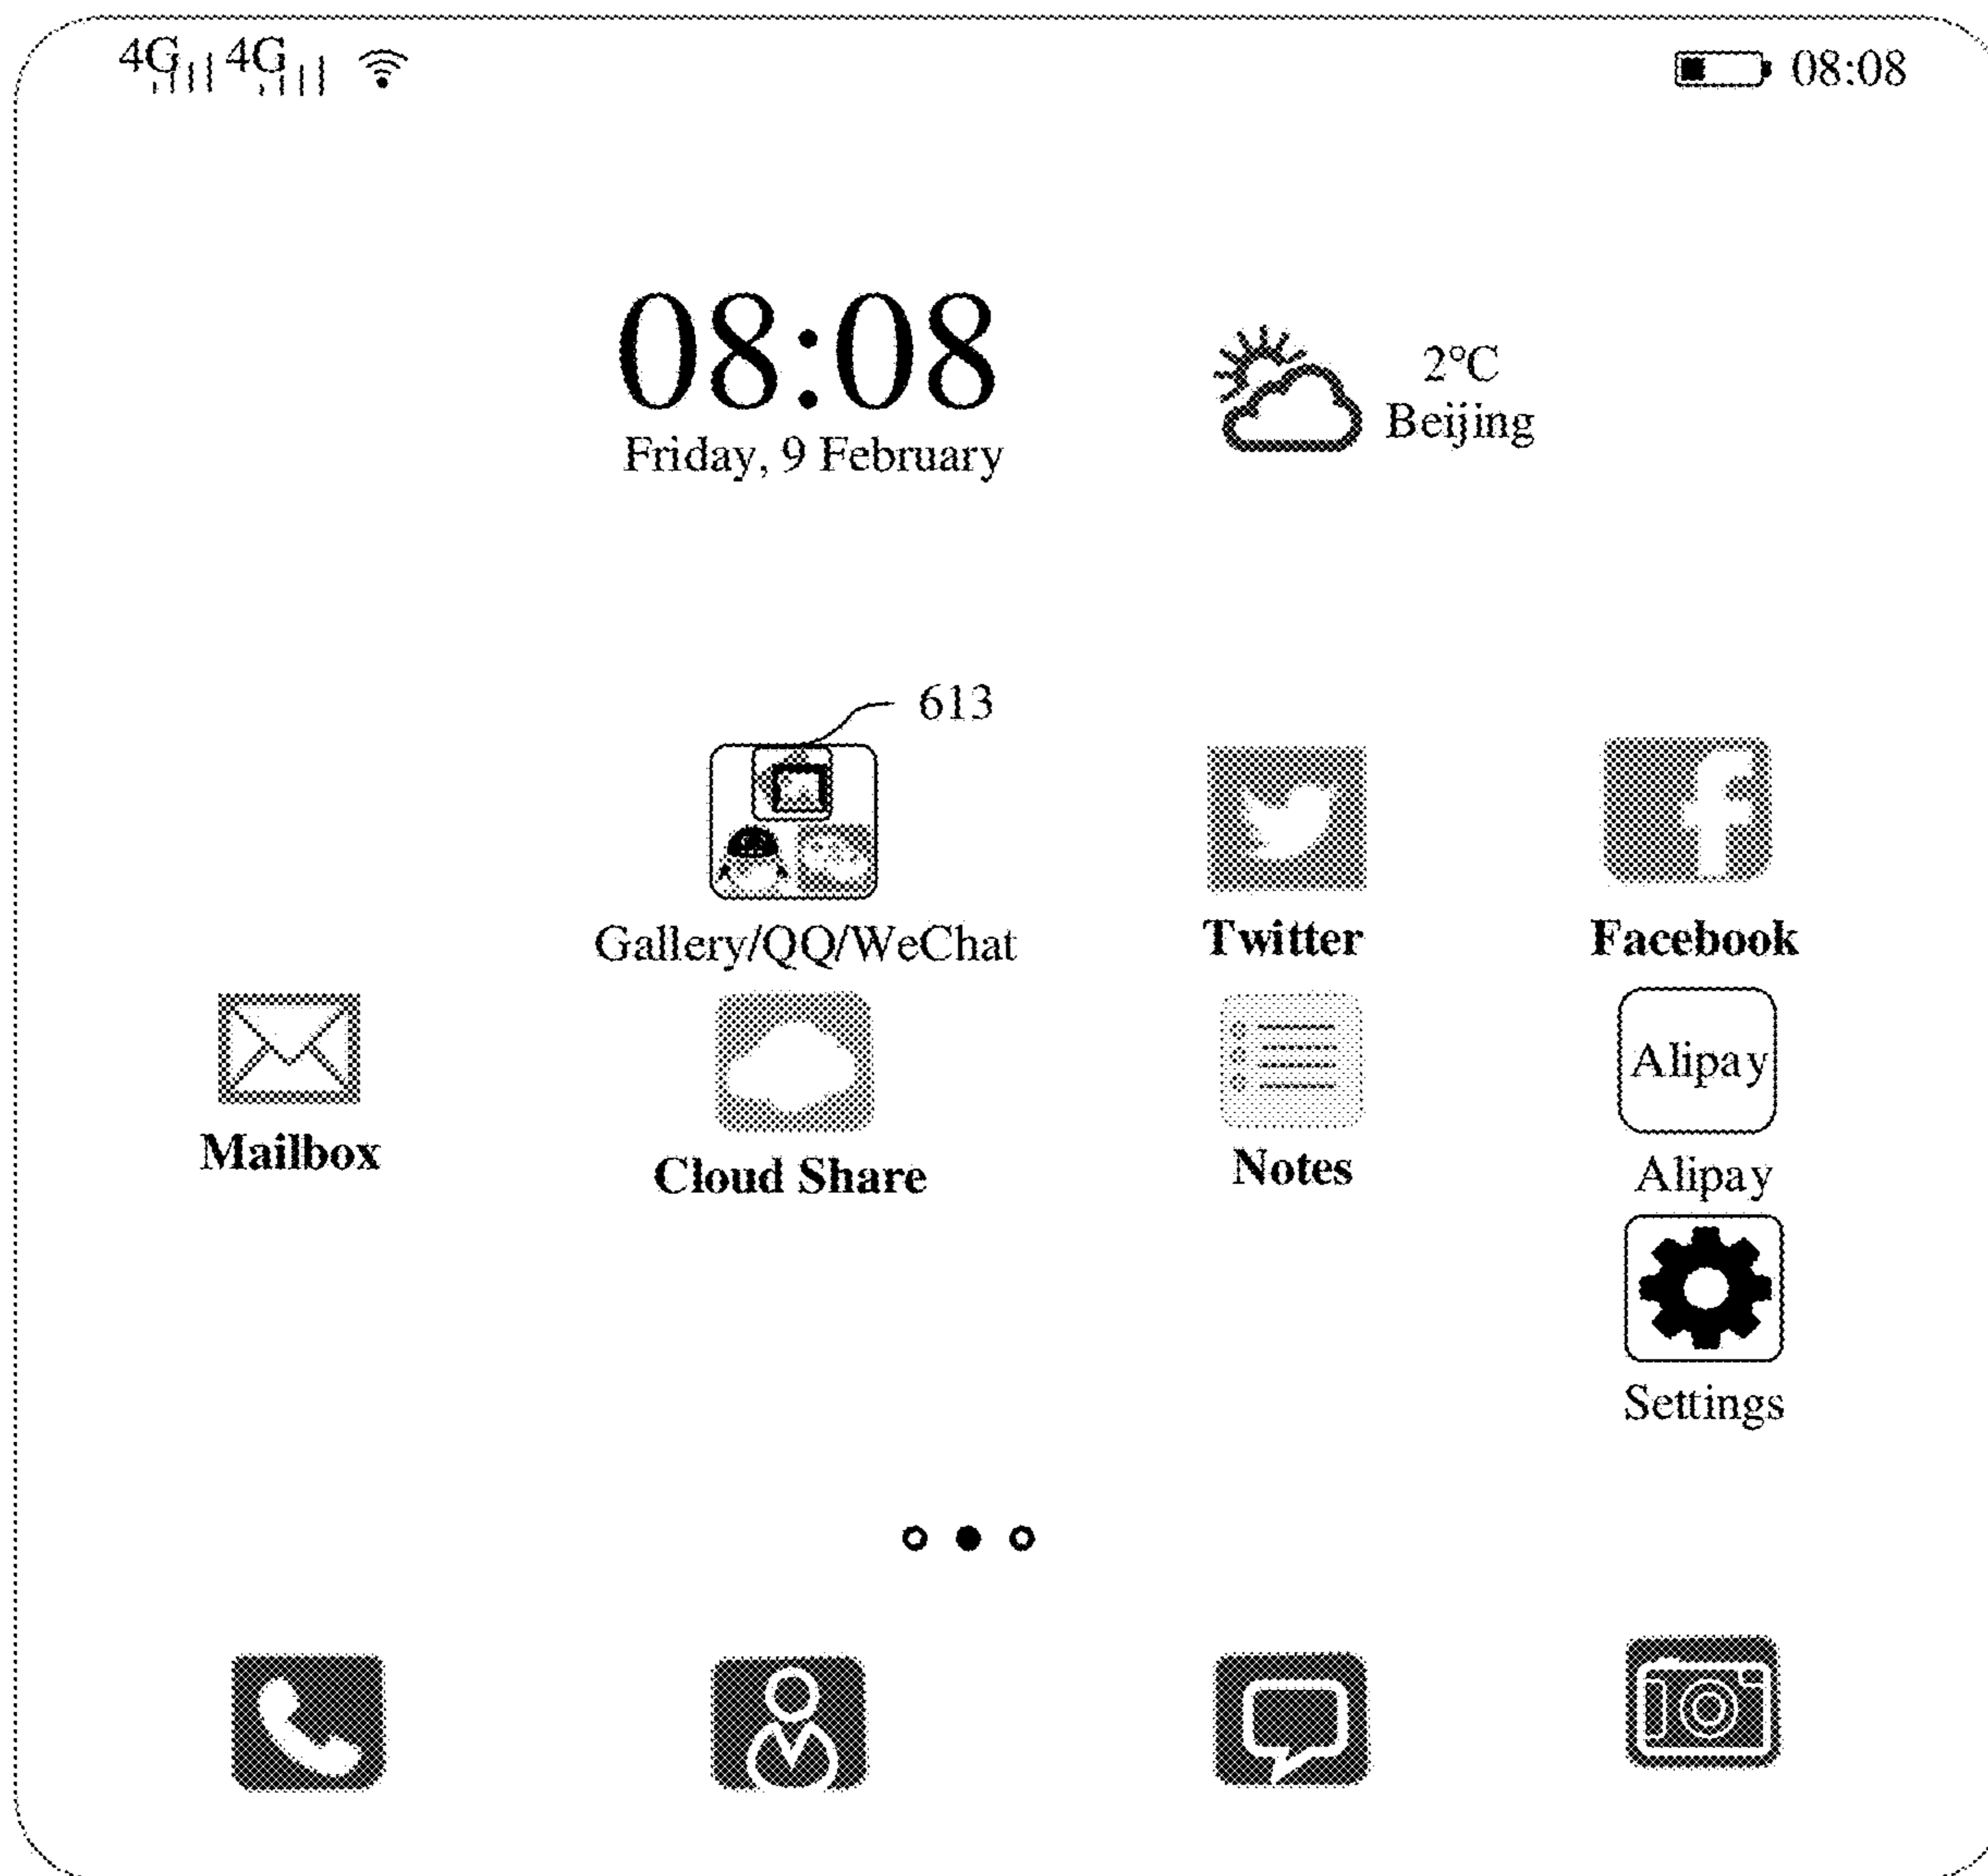 4G 4G 08:08
08:08
Friday, 9 February
2°C
Beijing
613
Gallery/QQ/WeChat
Twitter
Facebook
Alipay
Mailbox
Cloud Share
Notes
Alipay
Settings